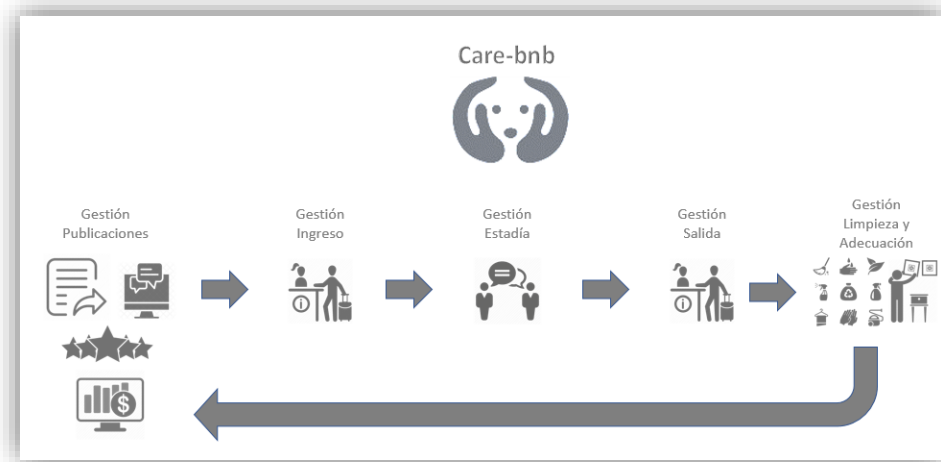 Care-bnb
Gestión
Publicaciones
Gestión
Ingreso
Gestión
Estadía
Gestión
Salida
Gestión
Limpieza y
Adecuación